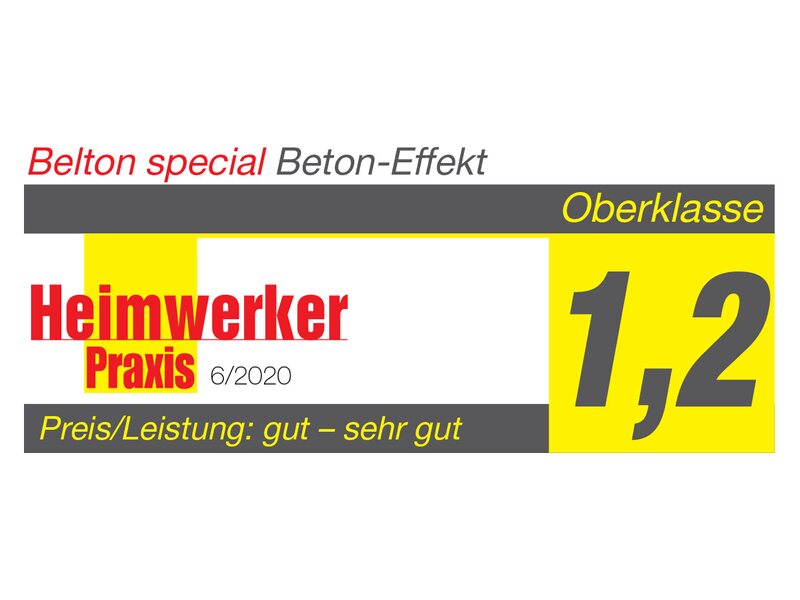 Belton special Beton-Effekt
Oberklasse
Heimwerker
Praxis 6/2020
1,2
Preis/Leistung: gut – sehr gut